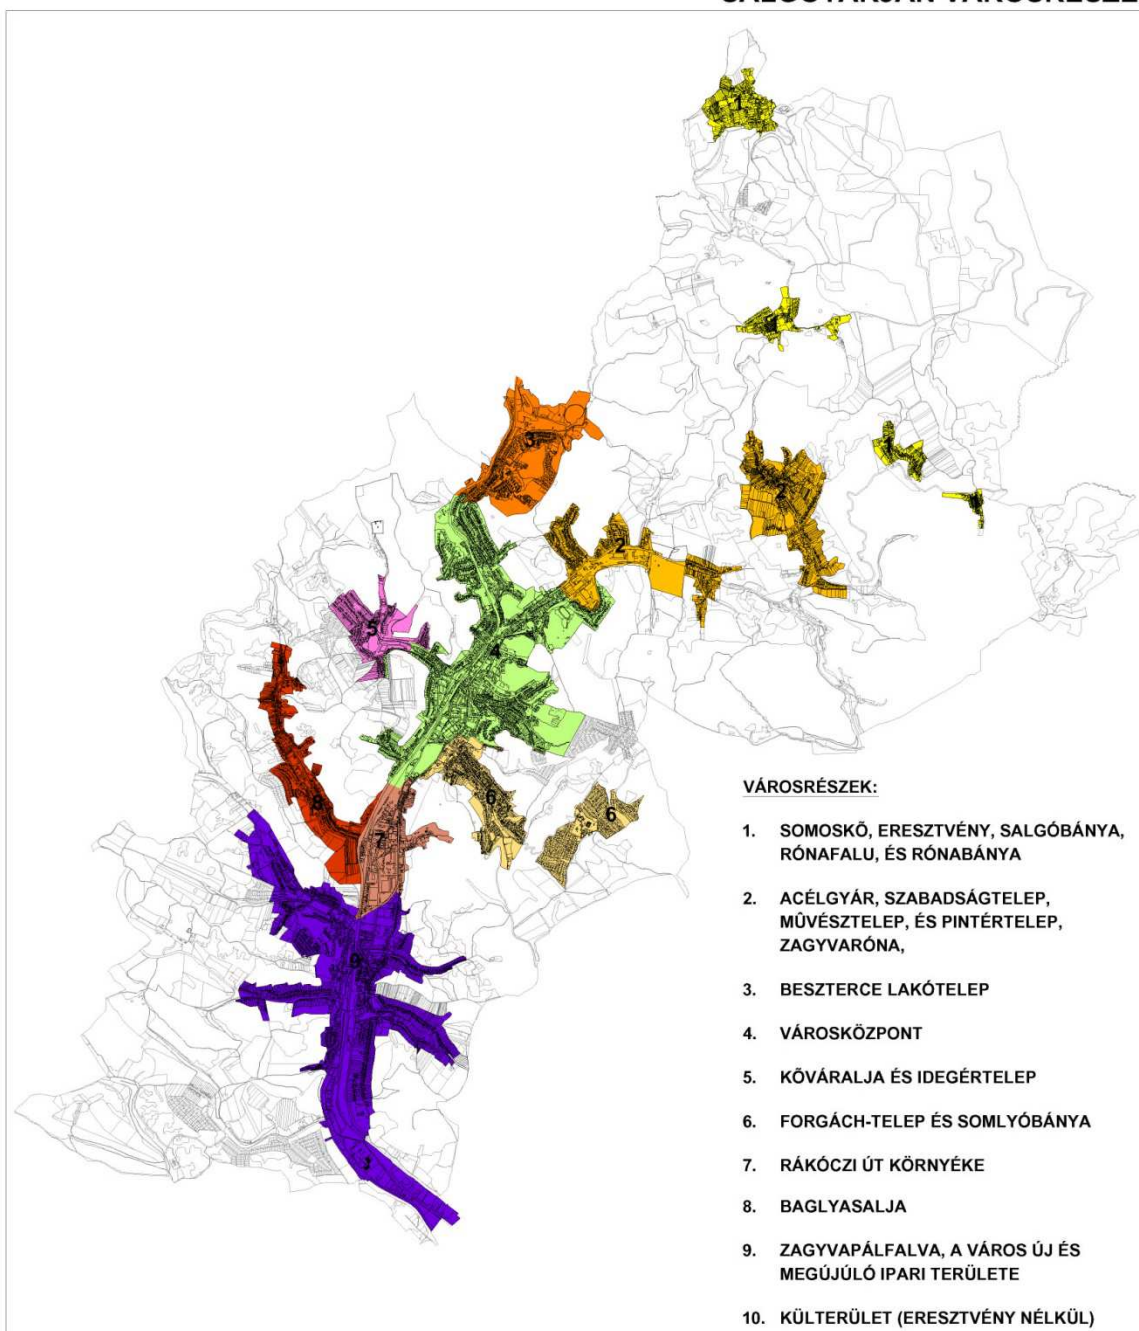 VÁROSRÉSZEK:
1. SOMOSKŐ, ERESZTVÉNY, SALGÓBÁNYA,
RÓNAFALU, ÉS RÓNABÁNYA
2. ACÉLGYÁR, SZABADSÁGTELEP,
MŰVÉSZTELEP, ÉS PINTÉRTELEP,
ZAGYVARÓNA,
3. BESZTERCE LAKÓTELEP
4. VÁROSKÖZPONT
5. KŐVÁRALJA ÉS IDEGÉRTELEP
6. FORGÁCH-TELEP ÉS SOMLYÓBÁNYA
7. RÁKÓCZI ÚT KÖRNYÉKE
8. BAGLYASALJA
9. ZAGYVAPÁLFALVA, A VÁROS ÚJ ÉS
MEGÚJÚLÓ IPARI TERÜLETE
10. KÜLTERÜLET (ERESZTVÉNY NÉLKÜL)
1
3
2
2
5
4
6
6
8
7
9